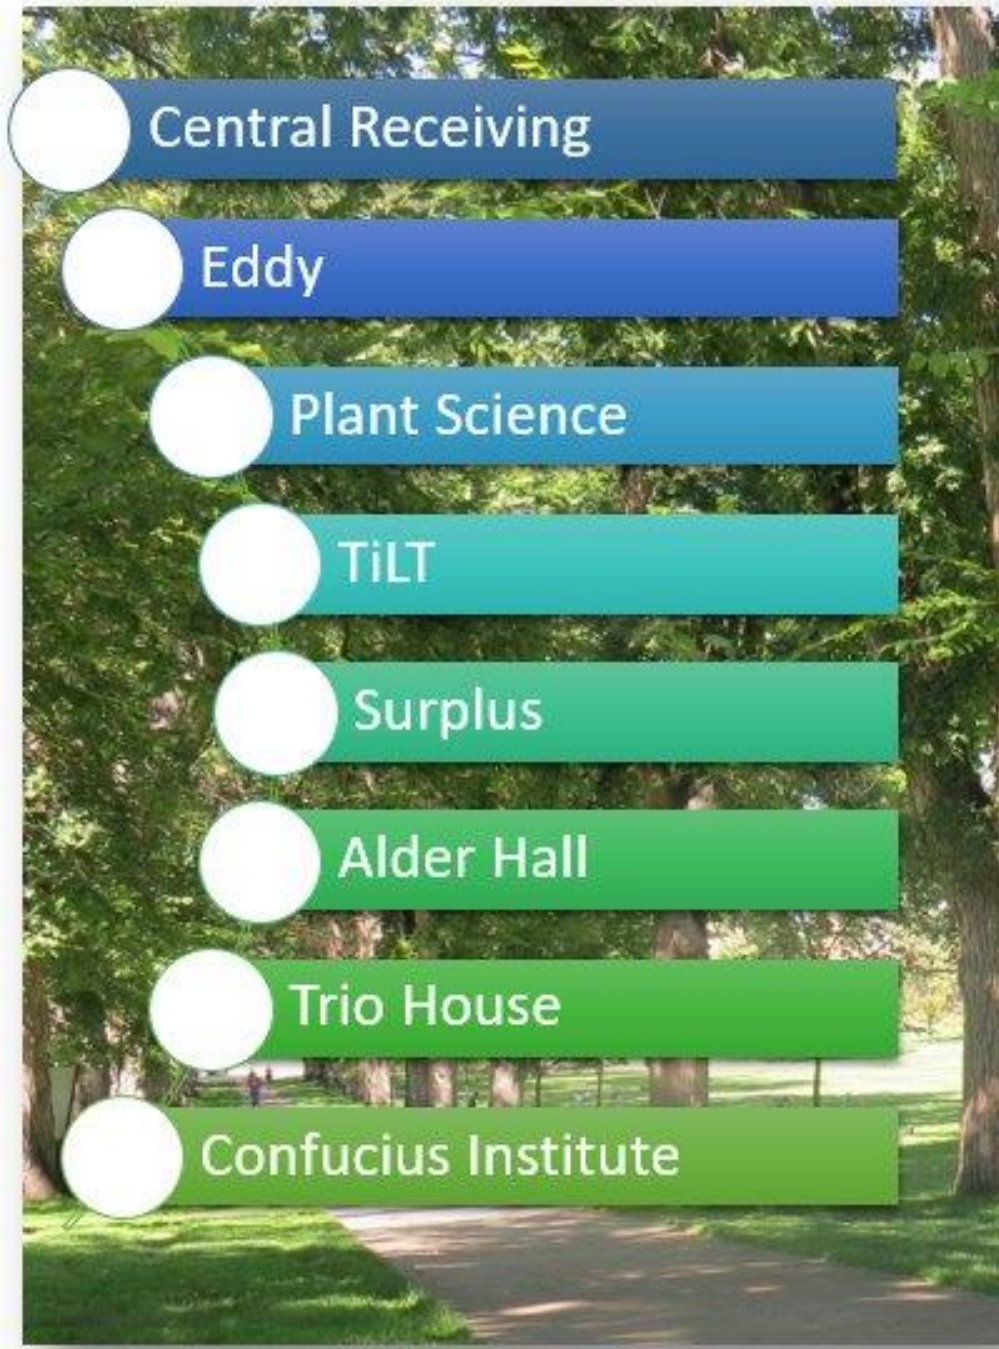 Central Receiving
Eddy
Plant Science
TiLT
Surplus
Alder Hall
Trio House
Confucius Institute